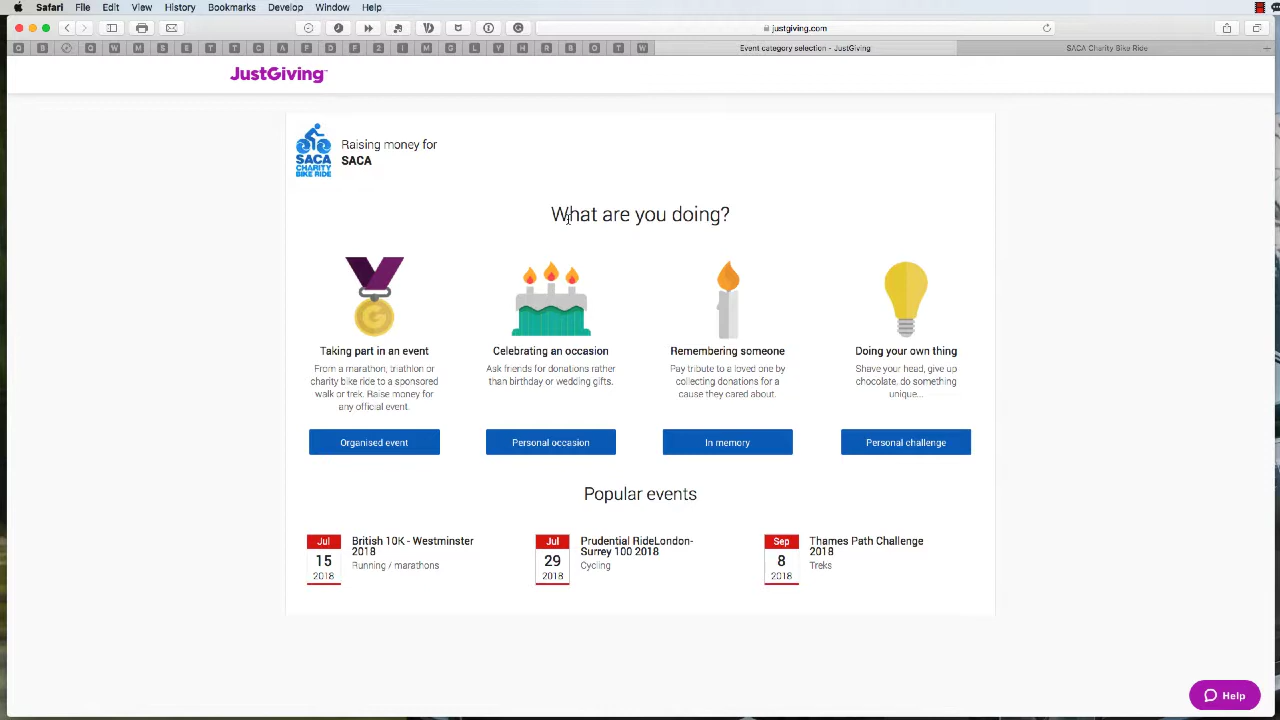 Safari File Edit View History Bookmarks Develop Window Help
justgiving.com
Event category selection - JustGiving SACA Charity Bike Ride
JustGiving™
Raising money for
SACA
SACA
CHARITY
BIKE RIDE
What are you doing?
Taking part in an event
From a marathon, triathlon or
charity bike ride to a sponsored
walk or trek. Raise money for
any official event.
Organised event
Celebrating an occasion
Ask friends for donations rather
than birthday or wedding gifts.
Personal occasion
Remembering someone
Pay tribute to a loved one by
collecting donations for a
cause they cared about.
In memory
Doing your own thing
Shave your head, give up
chocolate, do something
unique...
Personal challenge
Popular events
Jul
15
2018
British 10K - Westminster
2018
Running / marathons
Jul
29
2018
Prudential RideLondon-
Surrey 100 2018
Cycling
Sep
8
2018
Thames Path Challenge
2018
Treks
Help